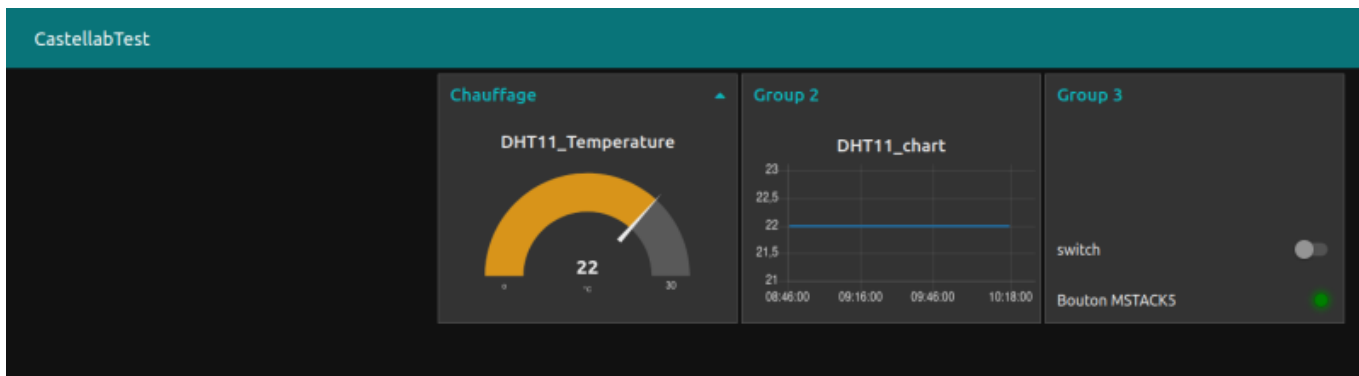 CastellabTest
Chauffage
DHT11_Temperature
22
0
°C
30
Group 2
DHT11_chart
23
22,5
22
21,5
21
08:46:00 09:16:00 09:46:00 10:18:00
Group 3
switch
Bouton MSTACK5